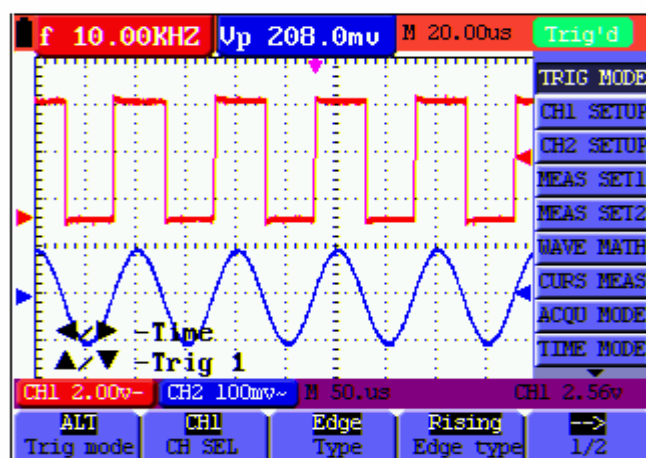 f 10.00KHZ Vp 208.0mv M 20.00us Trig'd
TRIG MODE
CH1 SETUP
CH2 SETUP
MEAS SET1
MEAS SET2
WAVE MATH
CURS MEAS
ACQU MODE
TIME MODE
◀/▶ -Time
▲/▼ -Trig 1
CH1 2.00v- CH2 100mv~ M 50.us CH1 2.56v
ALT CH1 Edge Rising -->
Trig mode CH SEL Type Edge type 1/2